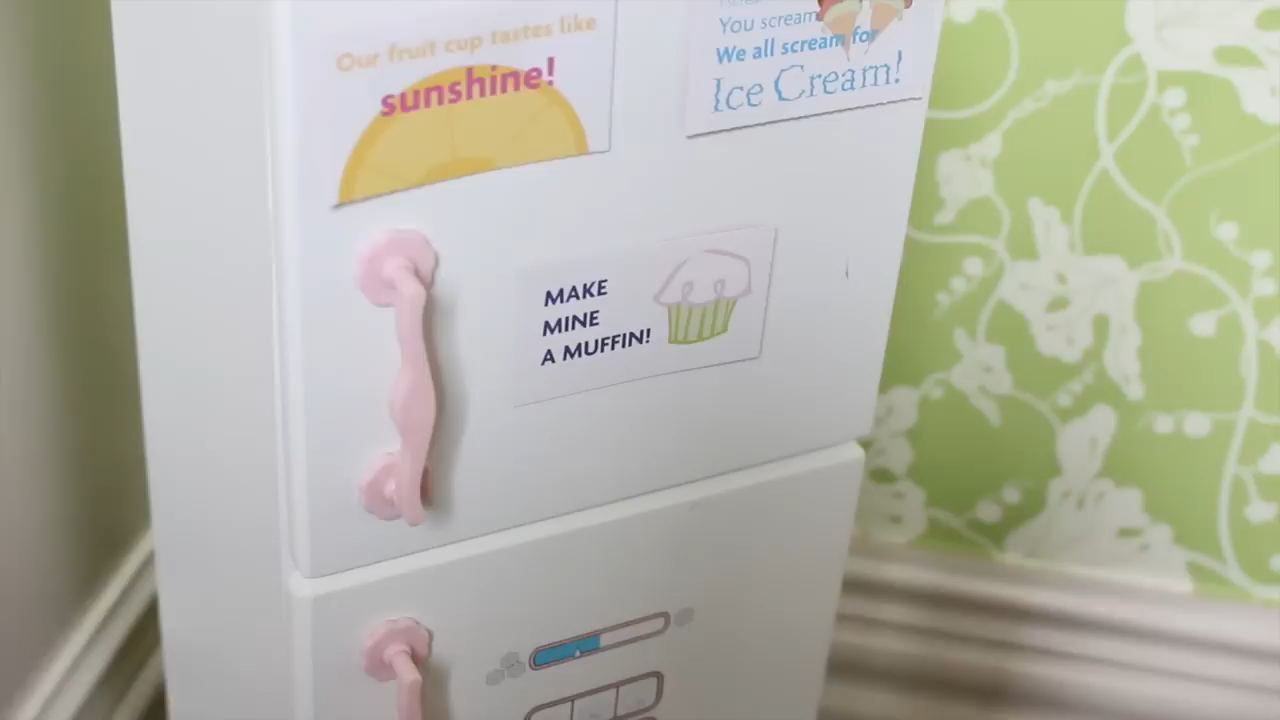 Our fruit cup tastes like
sunshine!
You scream
We all scream for
Ice Cream!
MAKE
MINE
A MUFFIN!